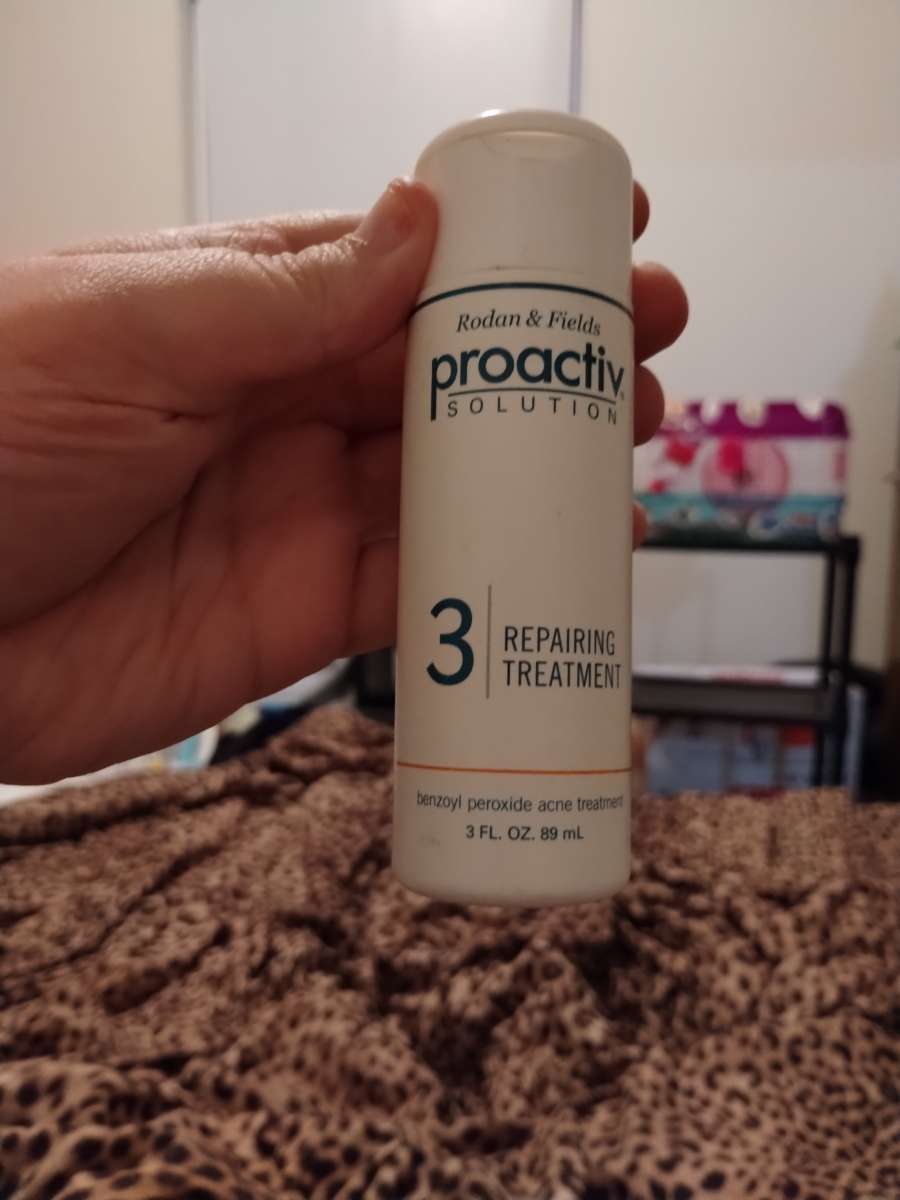 Rodan & Fields
proactiv
SOLUTION
3
REPAIRING
TREATMENT
benzoyl peroxide acne treatment
3 FL. OZ. 89 mL